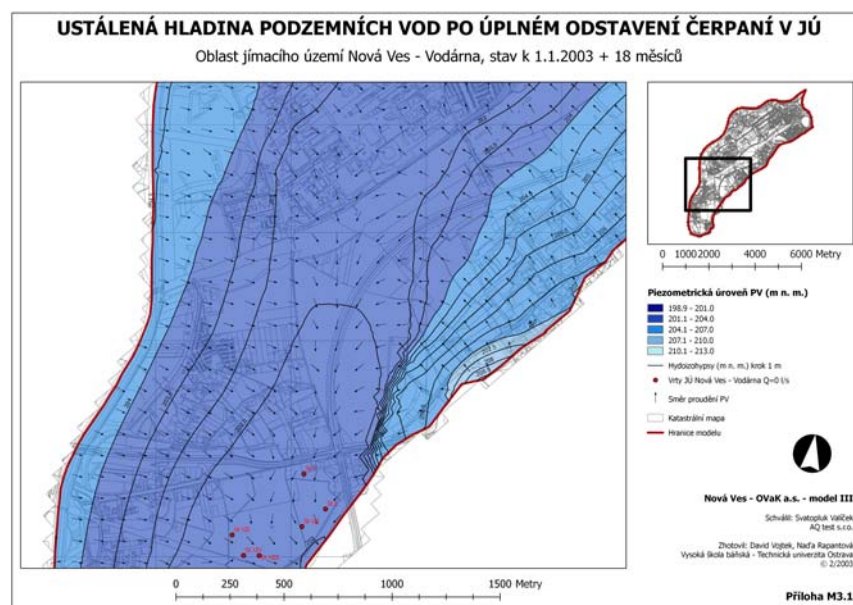 USTÁLENÁ HLADINA PODZEMNÍCH VOD PO ÚPLNÉM ODSTAVENÍ ČERPANÍ V JÚ
Oblast jímacího území Nová Ves - Vodárna, stav k 1.1.2003 + 18 měsíců
0 1000 2000 4000 6000 Metry
Piezometrická úroveň PV (m n. m.)
198.9 - 201.0
201.1 - 204.0
204.1 - 207.0
207.1 - 210.0
210.1 - 213.0
Hydoizohypsy (m n. m.) krok 1 m
Vrty JÚ Nová Ves - Vodárna Q=0 l/s
Směr proudění PV
Katastrální mapa
Hranice modelu
Nová Ves - OVaK a.s. - model III
Schválil: Svatopluk Valíček
AQ test s.r.o.
Zhotovil: David Vojtek, Naďa Rapantová
Vysoká škola báňská - Technická univerzita Ostrava
© 2/2003
0 250 500 1000 1500 Metry
Příloha M3.1